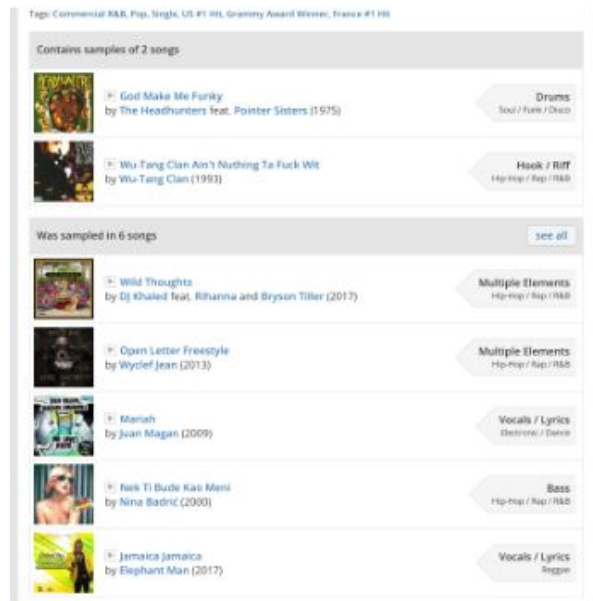 Tags: Commercial R&B, Pop, Single, US #1 Hit, Grammy Award Winner, France #1 Hit
Contains samples of 2 songs
God Make Me Funky
by The Headhunters feat. Pointer Sisters (1975)
Drums
Soul / Funk / Disco
Wu-Tang Clan Ain't Nuthing Ta Fuck Wit
by Wu-Tang Clan (1993)
Hook / Riff
Hip-Hop / Rap / R&B
Was sampled in 6 songs
see all
Wild Thoughts
by DJ Khaled feat. Rihanna and Bryson Tiller (2017)
Multiple Elements
Hip-Hop / Rap / R&B
Open Letter Freestyle
by Wyclef Jean (2013)
Multiple Elements
Hip-Hop / Rap / R&B
Mariah
by Juan Magan (2009)
Vocals / Lyrics
Electronic / Dance
Nek Ti Bude Kao Meni
by Nina Badrić (2000)
Bass
Hip-Hop / Rap / R&B
Jamaica Jamaica
by Elephant Man (2017)
Vocals / Lyrics
Reggae